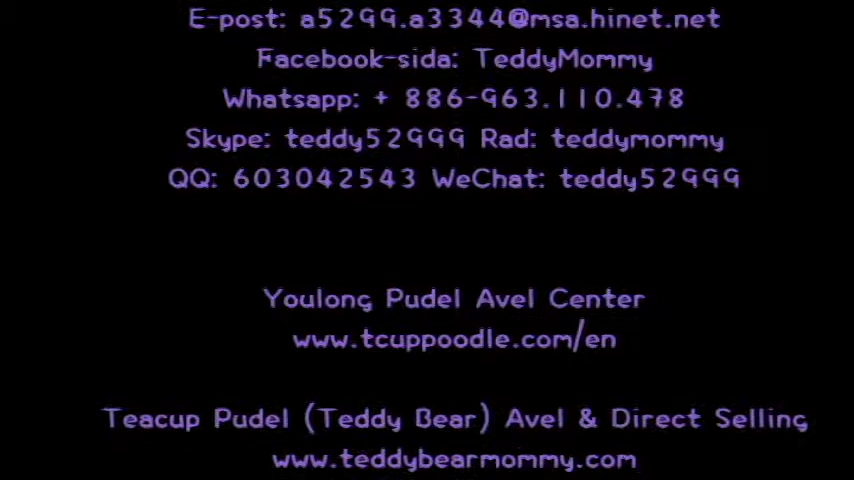 E-post: a5299.a3344@msa.hinet.net
Facebook-sida: TeddyMommy
Whatsapp: + 886-963.110.478
Skype: teddy52999 Rad: teddymommy
QQ: 603042543 WeChat: teddy52999
Youlong Pudel Avel Center
www.tcuppoodle.com/en
Teacup Pudel (Teddy Bear) Avel & Direct Selling
www.teddybearmommy.com